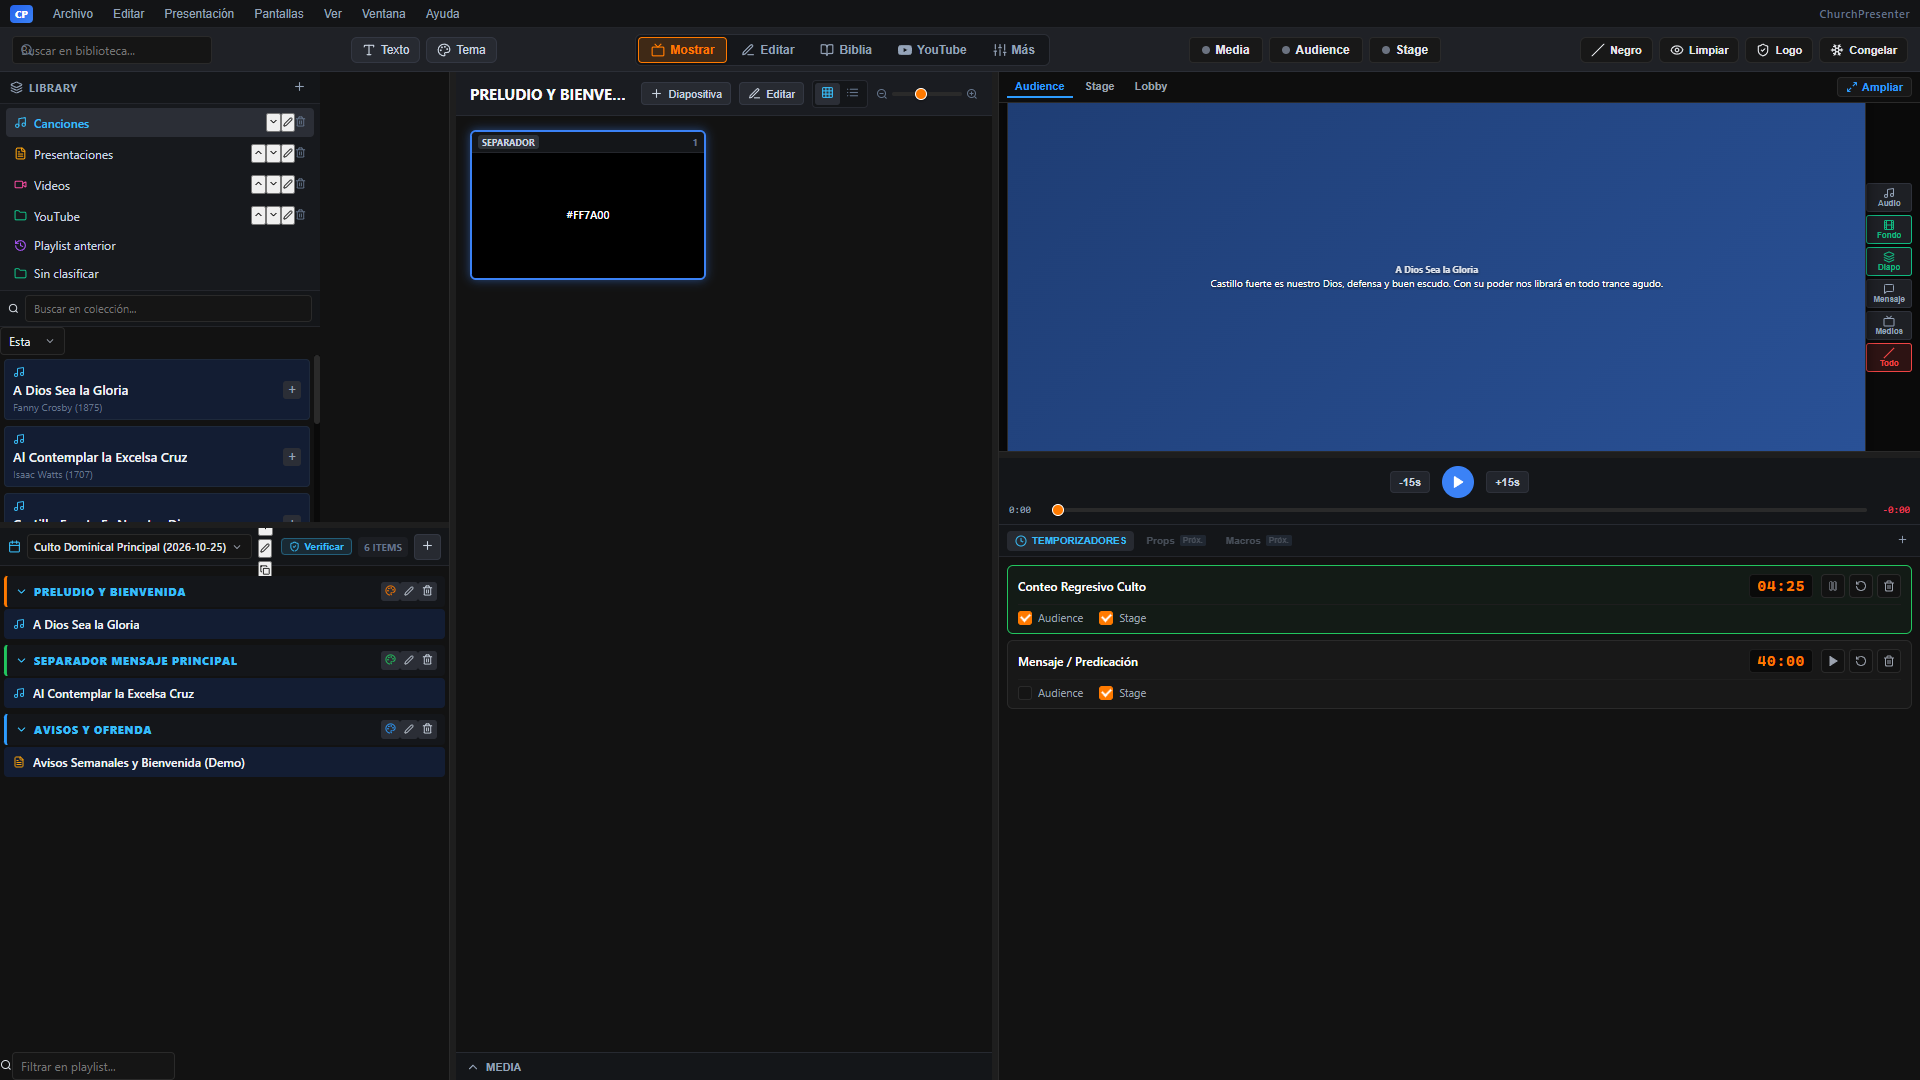 CP Archivo Editar Presentación Pantallas Ver Ventana Ayuda ChurchPresenter
Buscar en biblioteca... Texto Tema Mostrar Editar Biblia YouTube Más Media Audience Stage Negro Limpiar Logo Congelar
LIBRARY
Canciones
Presentaciones
Videos
YouTube
Playlist anterior
Sin clasificar
Buscar en colección...
Esta
A Dios Sea la Gloria
Fanny Crosby (1875)
Al Contemplar la Excelsa Cruz
Isaac Watts (1707)
Culto Dominical Principal (2026-10-25) Verificar 6 ITEMS
PRELUDIO Y BIENVENIDA
A Dios Sea la Gloria
SEPARADOR MENSAJE PRINCIPAL
Al Contemplar la Excelsa Cruz
AVISOS Y OFRENDA
Avisos Semanales y Bienvenida (Demo)
Filtrar en playlist...
PRELUDIO Y BIENVE... Diapositiva Editar
SEPARADOR 1
#FF7A00
MEDIA
Audience Stage Lobby Ampliar
A Dios Sea la Gloria
Castillo fuerte es nuestro Dios, defensa y buen escudo. Con su poder nos librará en todo trance agudo.
Audio
Fondo
Diapo
Mensaje
Medios
Todo
-15s +15s
0:00 -0:00
TEMPORIZADORES Props Próx. Macros Próx.
Conteo Regresivo Culto 04:25
Audience Stage
Mensaje / Predicación 40:00
Audience Stage